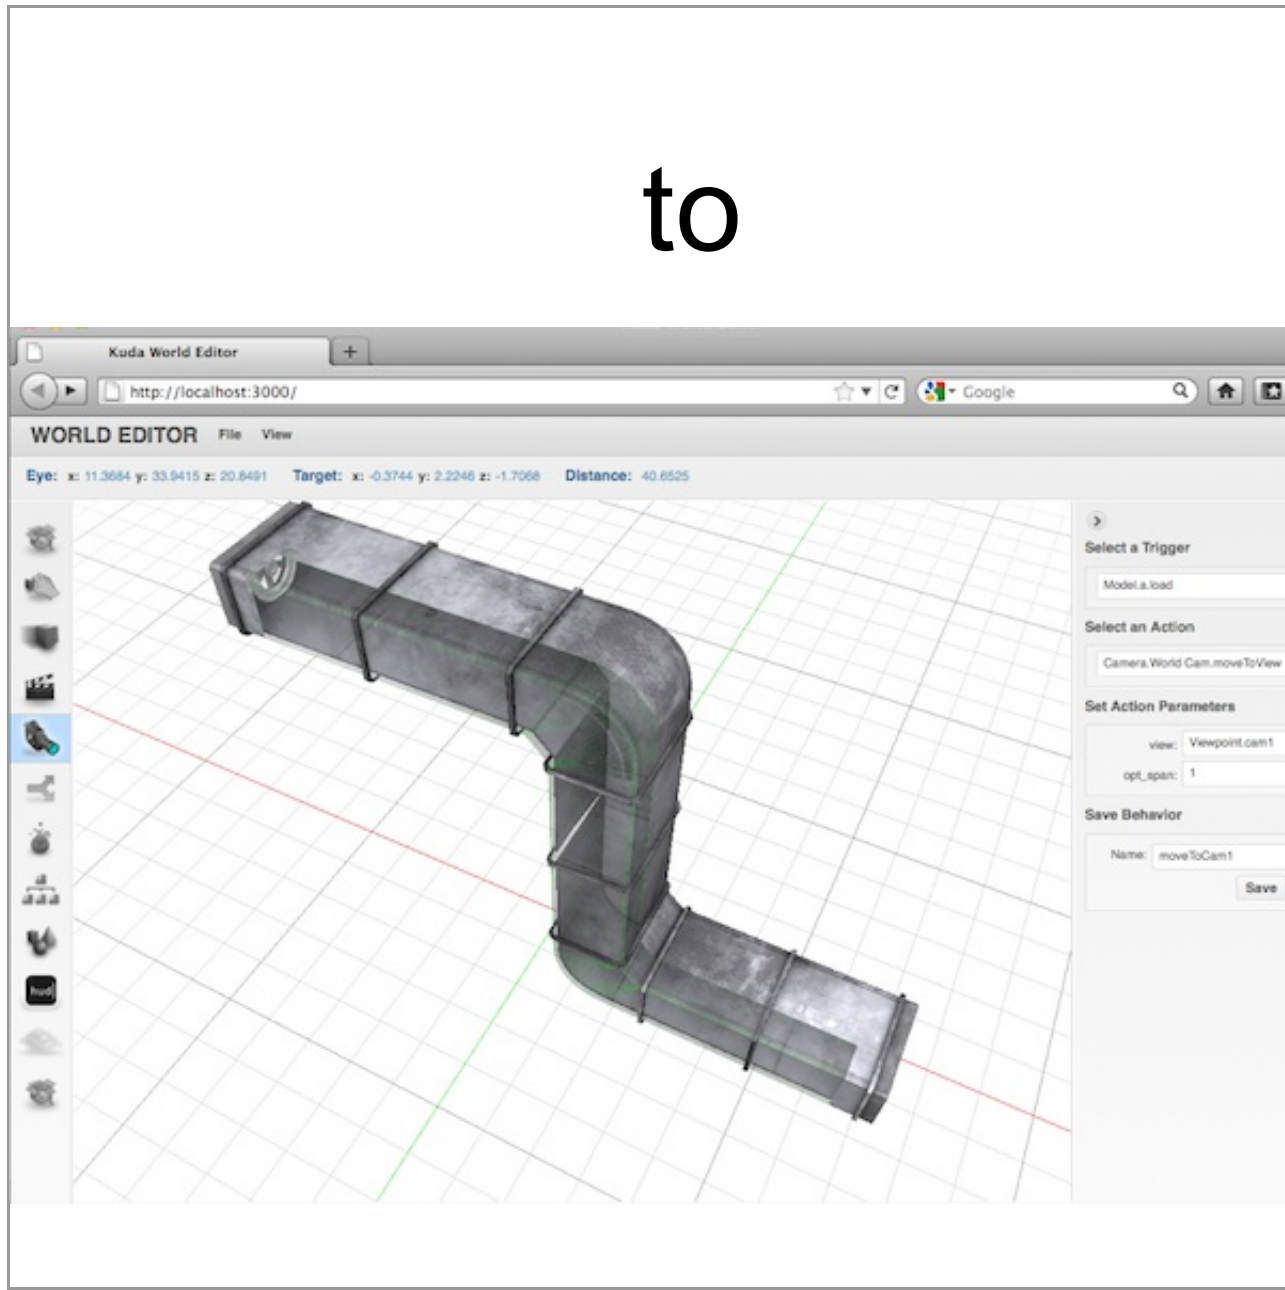 to
Kuda World Editor
http://localhost:3000/
Google
WORLD EDITOR File View
Eye: x: 11.3684 y: 33.9415 z: 20.8491 Target: x: -0.3744 y: 2.2246 z: -1.7068 Distance: 40.6525
Select a Trigger
Model.a.load
Select an Action
Camera.World Cam.moveToView
Set Action Parameters
view: Viewpoint.cam1
opt_span: 1
Save Behavior
Name: moveToCam1
Save
hud